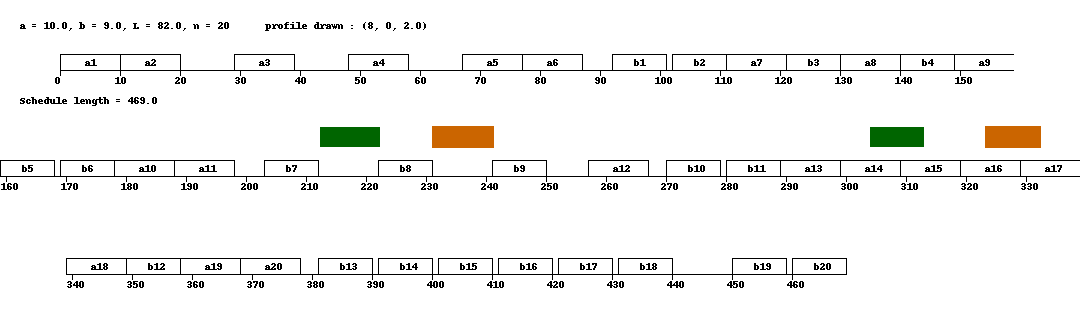 a = 10.0, b = 9.0, L = 82.0, n = 20 profile drawn : (8, 0, 2.0)
a1 a2 a3 a4 a5 a6 b1 b2 a7 b3 a8 b4 a9
0 10 20 30 40 50 60 70 80 90 100 110 120 130 140 150
Schedule length = 469.0
b5 b6 a10 a11 b7 b8 b9 a12 b10 b11 a13 a14 a15 a16 a17
160 170 180 190 200 210 220 230 240 250 260 270 280 290 300 310 320 330
a18 b12 a19 a20 b13 b14 b15 b16 b17 b18 b19 b20
340 350 360 370 380 390 400 410 420 430 440 450 460